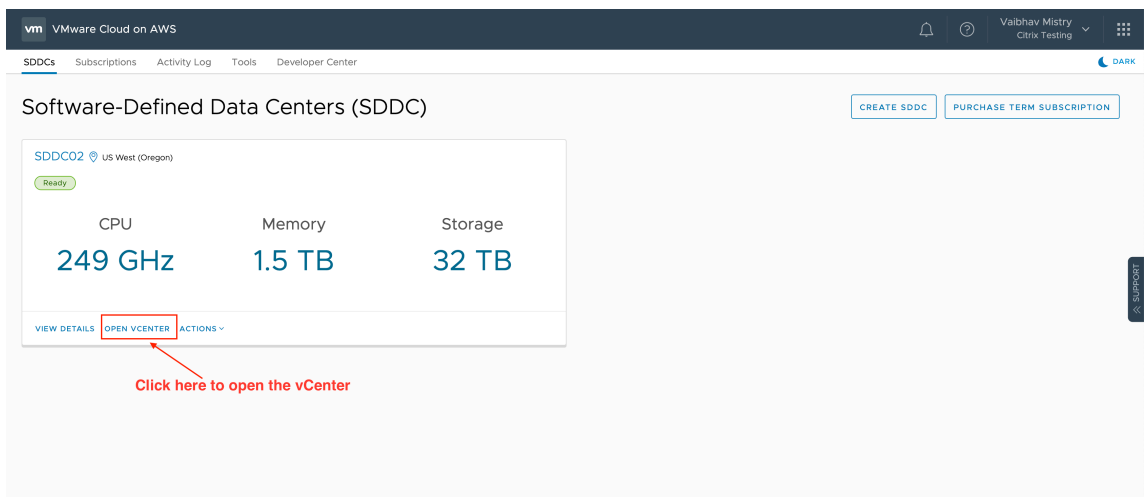 vm VMware Cloud on AWS
Vaibhav Mistry
Citrix Testing
SDDCs Subscriptions Activity Log Tools Developer Center DARK
Software-Defined Data Centers (SDDC) CREATE SDDC PURCHASE TERM SUBSCRIPTION
SDDC02 US West (Oregon)
Ready
CPU Memory Storage
249 GHz 1.5 TB 32 TB
SUPPORT
VIEW DETAILS OPEN VCENTER ACTIONS
Click here to open the vCenter